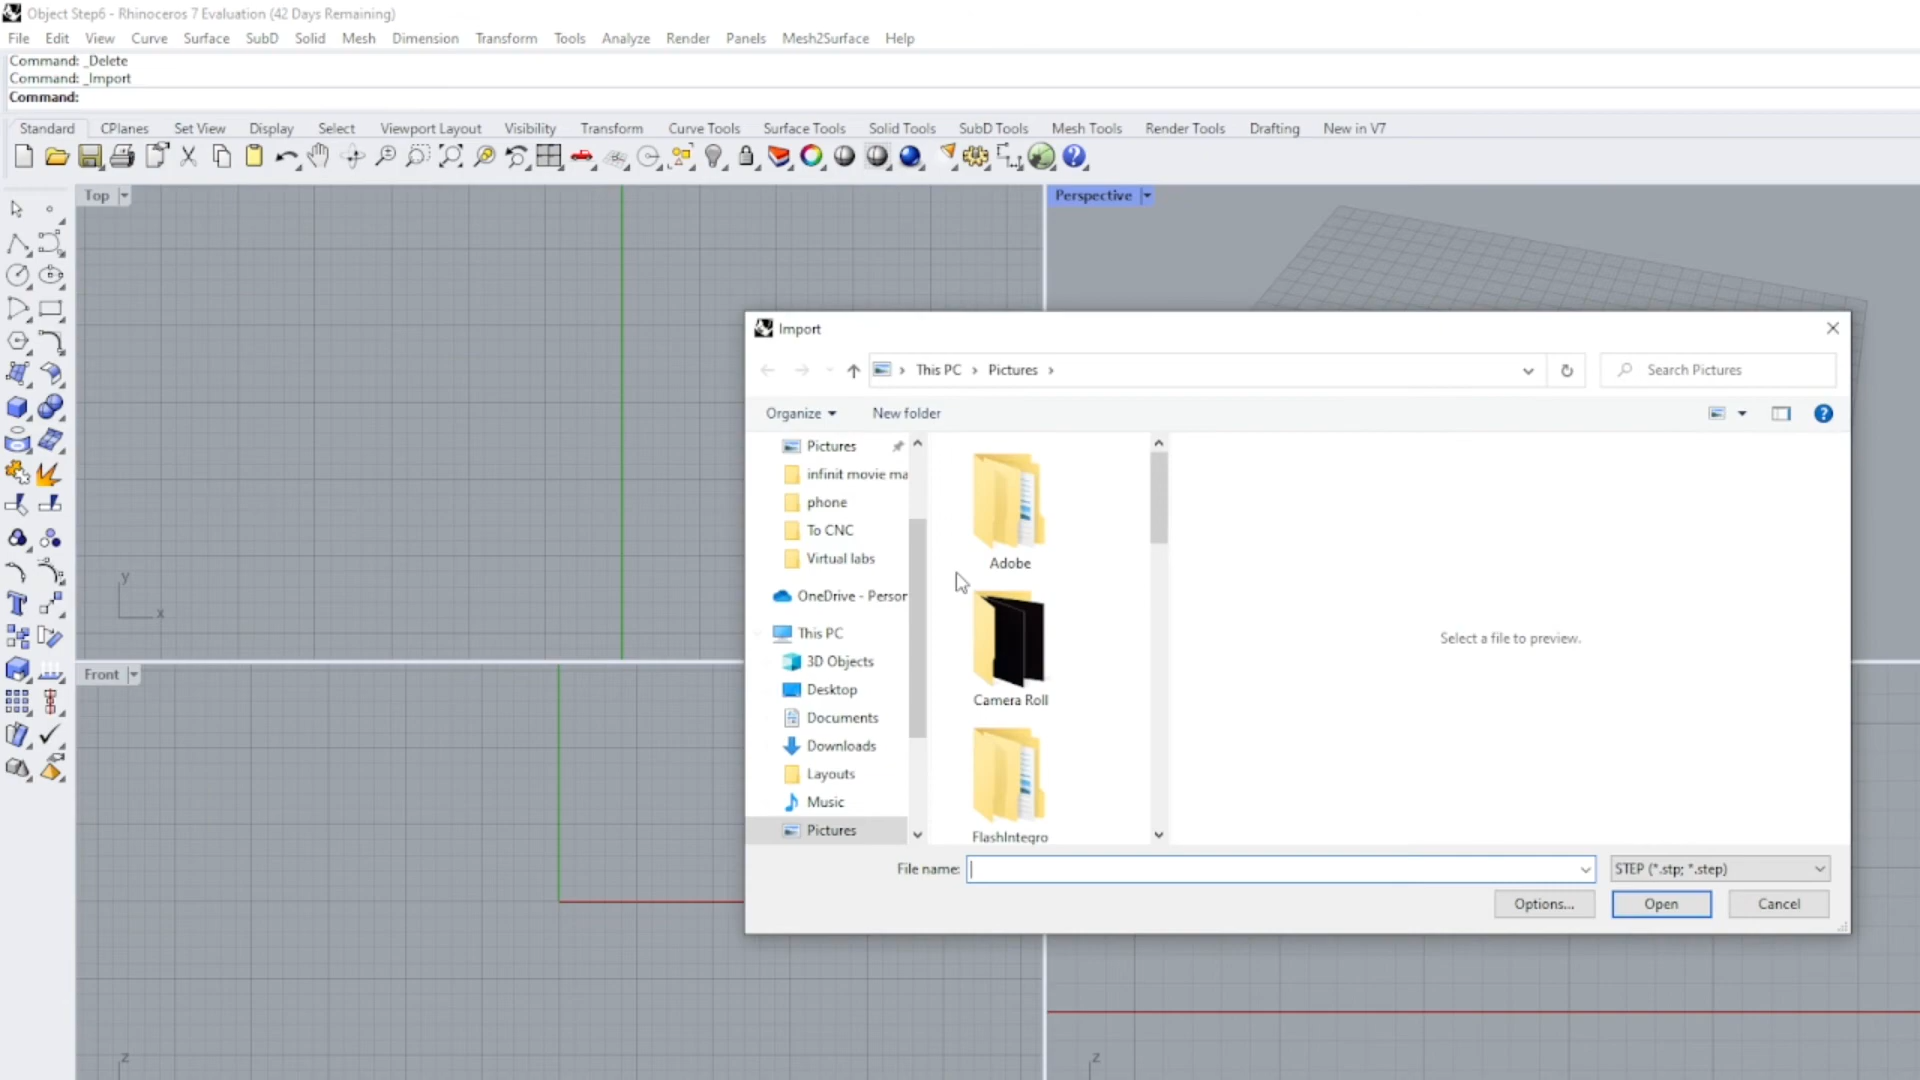 Object Step6 - Rhinoceros 7 Evaluation (42 Days Remaining)
File Edit View Curve Surface SubD Solid Mesh Dimension Transform Tools Analyze Render Panels Mesh2Surface Help
Command: _Delete
Command: _Import
Command:
Standard CPlanes Set View Display Select Viewport Layout Visibility Transform Curve Tools Surface Tools Solid Tools SubD Tools Mesh Tools Render Tools Drafting New in V7
Top
Perspective
Import
This PC Pictures
Search Pictures
Organize New folder
Pictures
infinit movie ma
phone
To CNC
Virtual labs
OneDrive - Person
This PC
3D Objects
Desktop
Documents
Downloads
Layouts
Music
Pictures
Adobe
Camera Roll
FlashIntegro
Select a file to preview.
File name:
STEP (*.stp; *.step)
Options... Open Cancel
y
x
Front
z
z